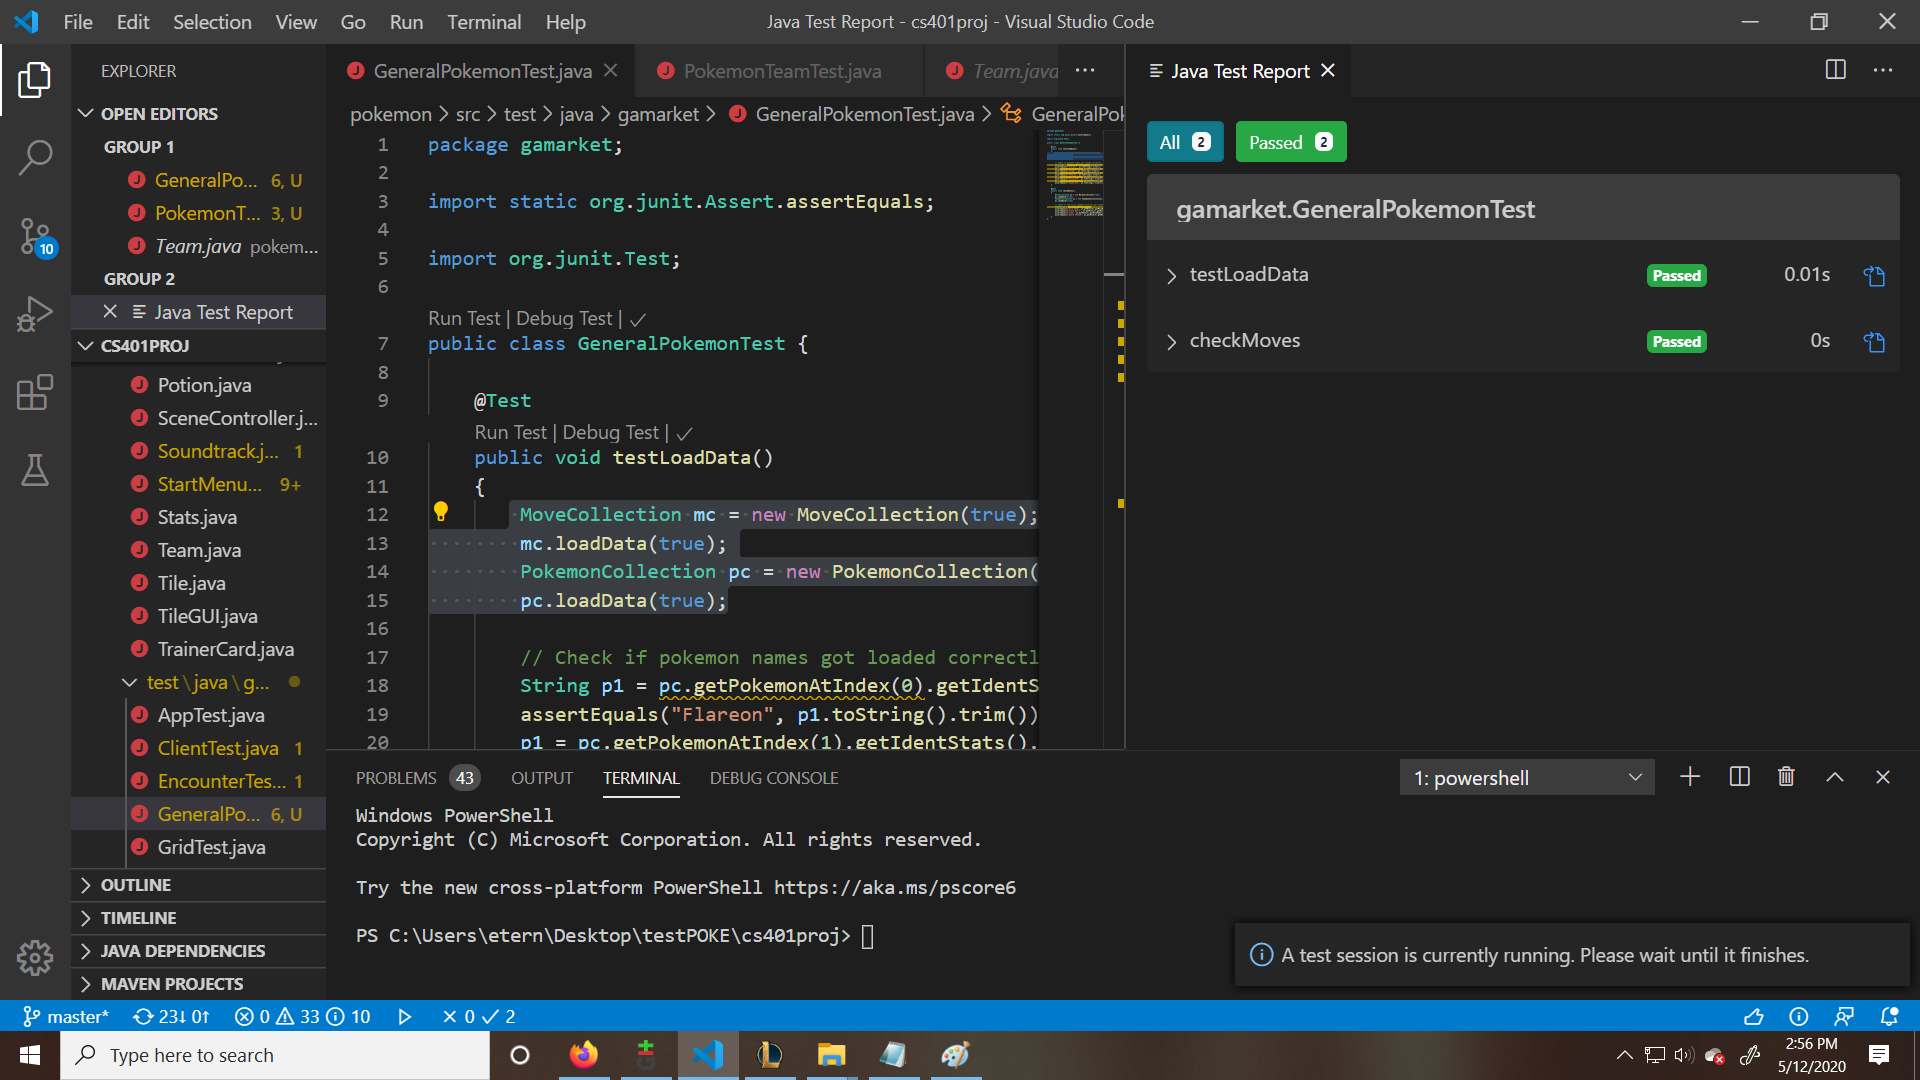 File Edit Selection View Go Run Terminal Help
Java Test Report - cs401proj - Visual Studio Code
EXPLORER
OPEN EDITORS
GROUP 1
GeneralPo... 6, U
PokemonT... 3, U
Team.java pokem...
GROUP 2
Java Test Report
CS401PROJ
Potion.java
SceneController.j...
Soundtrack.j... 1
StartMenu... 9+
Stats.java
Team.java
Tile.java
TileGUI.java
TrainerCard.java
test\java\g...
AppTest.java
ClientTest.java 1
EncounterTes... 1
GeneralPo... 6, U
GridTest.java
OUTLINE
TIMELINE
JAVA DEPENDENCIES
MAVEN PROJECTS
10
GeneralPokemonTest.java
PokemonTeamTest.java
Team.java
pokemon > src > test > java > gamarket > GeneralPokemonTest.java > GeneralPo
1 package gamarket;
2
3 import static org.junit.Assert.assertEquals;
4
5 import org.junit.Test;
6
Run Test | Debug Test | ✓
7 public class GeneralPokemonTest {
8
9 @Test
Run Test | Debug Test | ✓
10 public void testLoadData()
11 {
12 MoveCollection mc = new MoveCollection(true);
13 mc.loadData(true);
14 PokemonCollection pc = new PokemonCollection(
15 pc.loadData(true);
16
17 // Check if pokemon names got loaded correctl
18 String p1 = pc.getPokemonAtIndex(0).getIdentS
19 assertEquals("Flareon", p1.toString().trim())
20 p1 = pc.getPokemonAtIndex(1).getIdentStats().
Java Test Report
All 2
Passed 2
gamarket.GeneralPokemonTest
testLoadData Passed 0.01s
checkMoves Passed 0s
PROBLEMS 43 OUTPUT TERMINAL DEBUG CONSOLE
1: powershell
Windows PowerShell
Copyright (C) Microsoft Corporation. All rights reserved.
Try the new cross-platform PowerShell https://aka.ms/pscore6
PS C:\Users\etern\Desktop\testPOKE\cs401proj>
A test session is currently running. Please wait until it finishes.
master* 23↓ 0↑ 0 33 10 0 ✓ 2
Type here to search
2:56 PM
5/12/2020